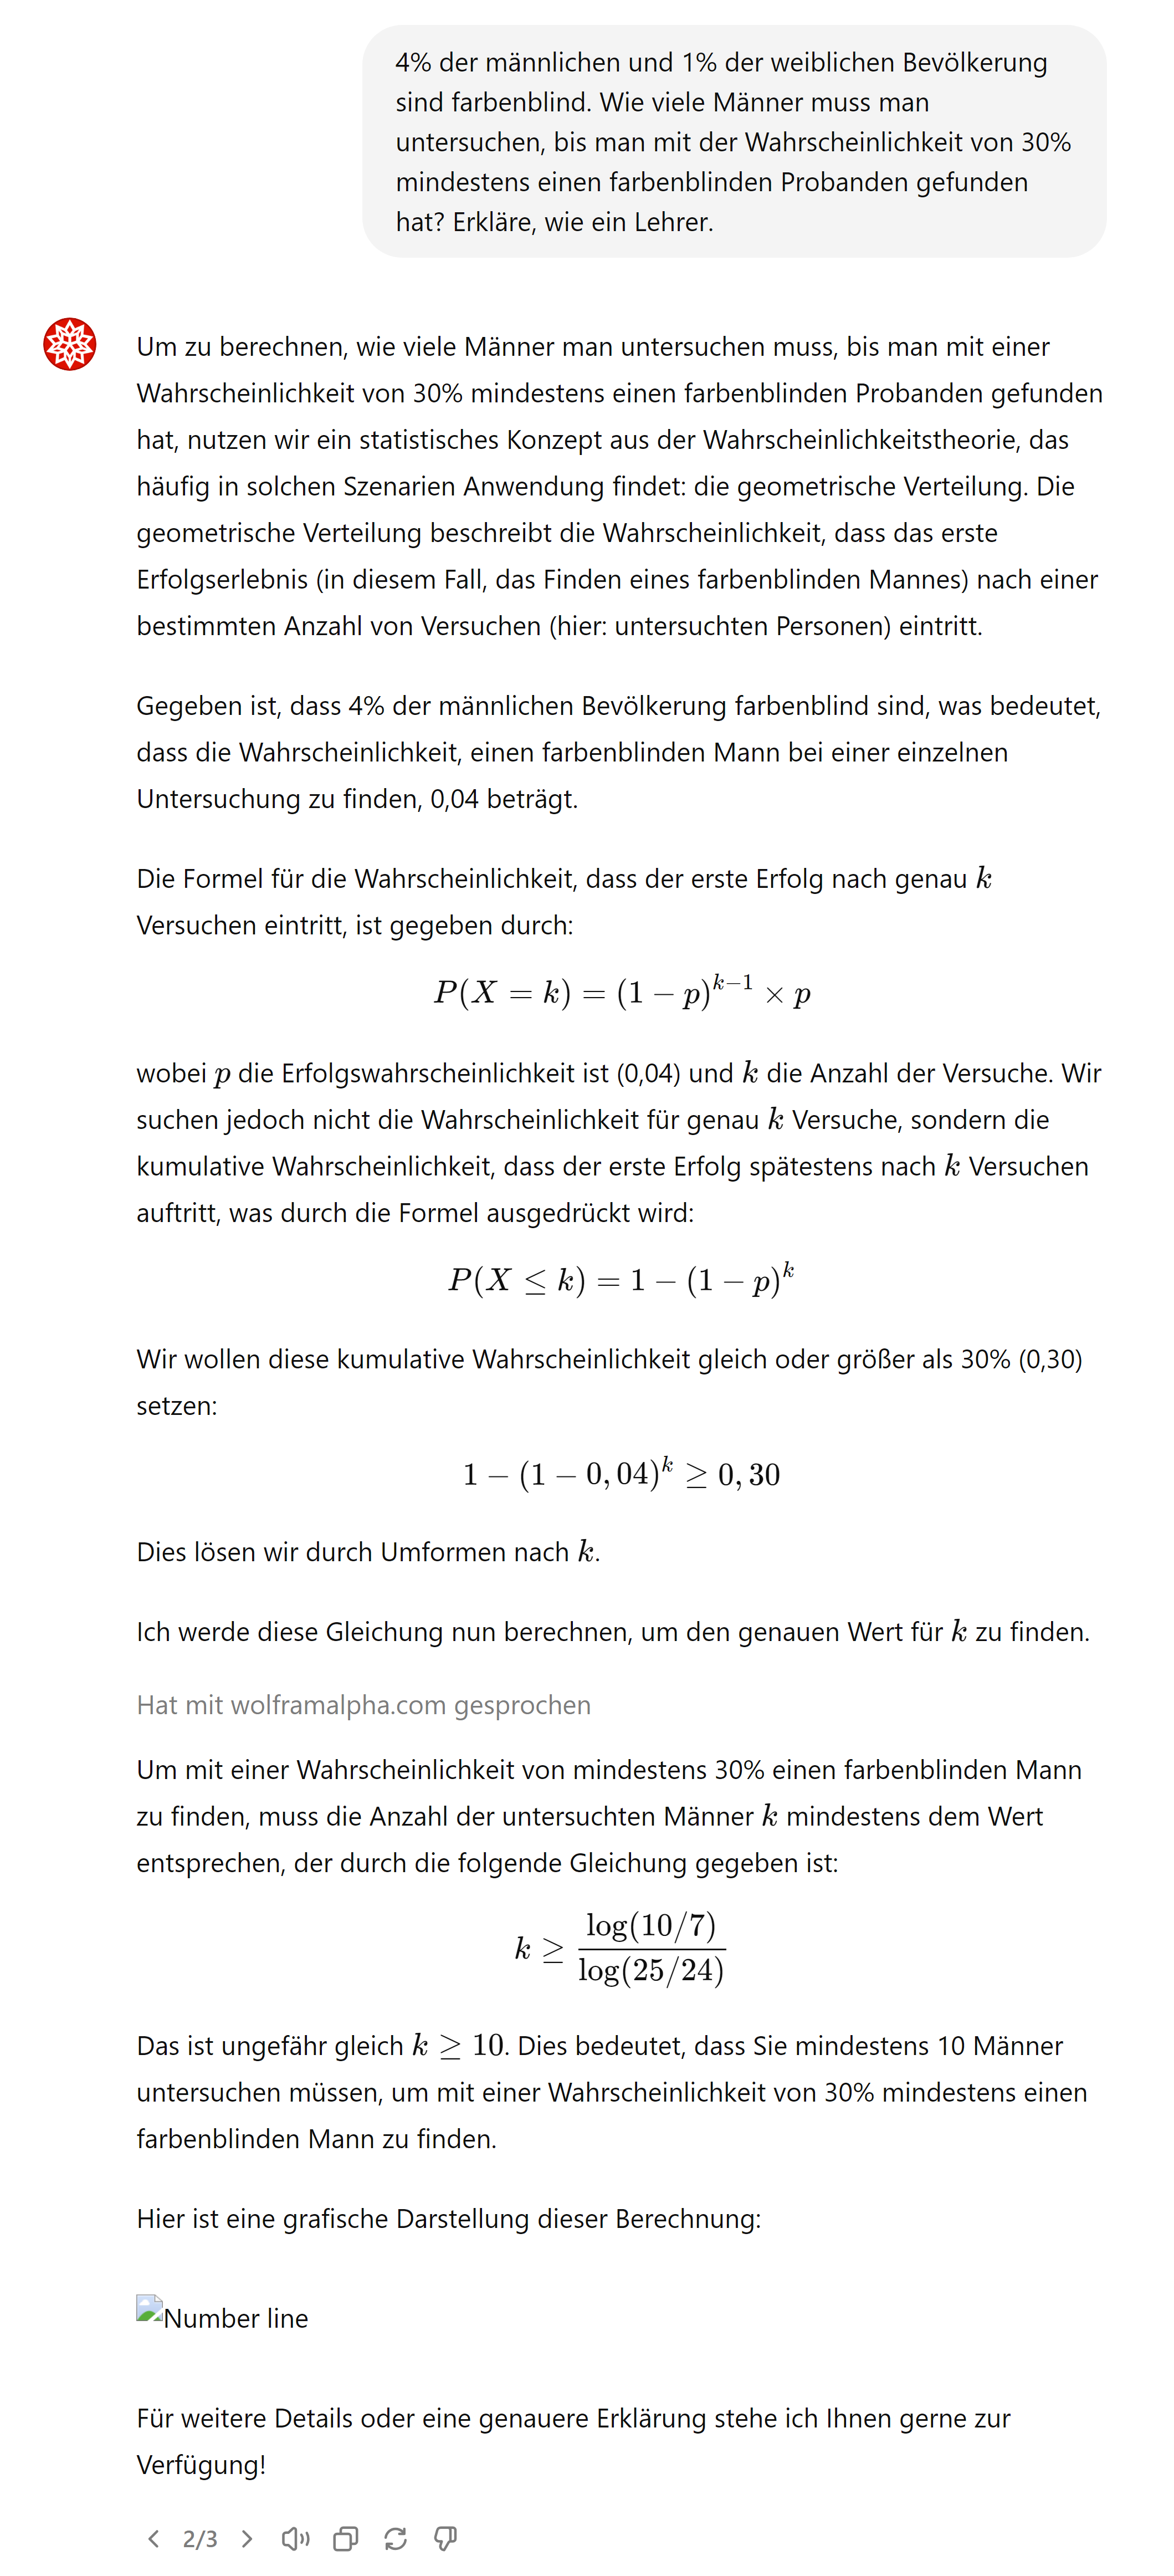 4% der männlichen und 1% der weiblichen Bevölkerung
sind farbenblind. Wie viele Männer muss man
untersuchen, bis man mit der Wahrscheinlichkeit von 30%
mindestens einen farbenblinden Probanden gefunden
hat? Erkläre, wie ein Lehrer.
Um zu berechnen, wie viele Männer man untersuchen muss, bis man mit einer
Wahrscheinlichkeit von 30% mindestens einen farbenblinden Probanden gefunden
hat, nutzen wir ein statistisches Konzept aus der Wahrscheinlichkeitstheorie, das
häufig in solchen Szenarien Anwendung findet: die geometrische Verteilung. Die
geometrische Verteilung beschreibt die Wahrscheinlichkeit, dass das erste
Erfolgserlebnis (in diesem Fall, das Finden eines farbenblinden Mannes) nach einer
bestimmten Anzahl von Versuchen (hier: untersuchten Personen) eintritt.
Gegeben ist, dass 4% der männlichen Bevölkerung farbenblind sind, was bedeutet,
dass die Wahrscheinlichkeit, einen farbenblinden Mann bei einer einzelnen
Untersuchung zu finden, 0,04 beträgt.
Die Formel für die Wahrscheinlichkeit, dass der erste Erfolg nach genau k
Versuchen eintritt, ist gegeben durch:
P(X = k) = (1 − p)^{k−1} × p
wobei p die Erfolgswahrscheinlichkeit ist (0,04) und k die Anzahl der Versuche. Wir
suchen jedoch nicht die Wahrscheinlichkeit für genau k Versuche, sondern die
kumulative Wahrscheinlichkeit, dass der erste Erfolg spätestens nach k Versuchen
auftritt, was durch die Formel ausgedrückt wird:
P(X ≤ k) = 1 − (1 − p)^k
Wir wollen diese kumulative Wahrscheinlichkeit gleich oder größer als 30% (0,30)
setzen:
1 − (1 − 0, 04)^k ≥ 0, 30
Dies lösen wir durch Umformen nach k.
Ich werde diese Gleichung nun berechnen, um den genauen Wert für k zu finden.
Hat mit wolframalpha.com gesprochen
Um mit einer Wahrscheinlichkeit von mindestens 30% einen farbenblinden Mann
zu finden, muss die Anzahl der untersuchten Männer k mindestens dem Wert
entsprechen, der durch die folgende Gleichung gegeben ist:
k ≥ log(10/7) / log(25/24)
Das ist ungefähr gleich k ≥ 10. Dies bedeutet, dass Sie mindestens 10 Männer
untersuchen müssen, um mit einer Wahrscheinlichkeit von 30% mindestens einen
farbenblinden Mann zu finden.
Hier ist eine grafische Darstellung dieser Berechnung:
Number line
Für weitere Details oder eine genauere Erklärung stehe ich Ihnen gerne zur
Verfügung!
2/3